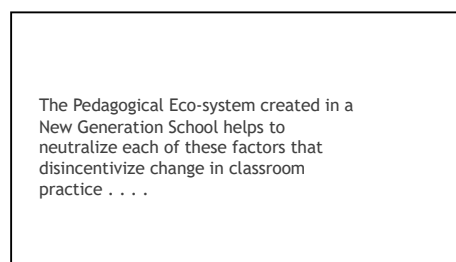 The Pedagogical Eco-system created in a
New Generation School helps to
neutralize each of these factors that
disincentivize change in classroom
practice . . . .